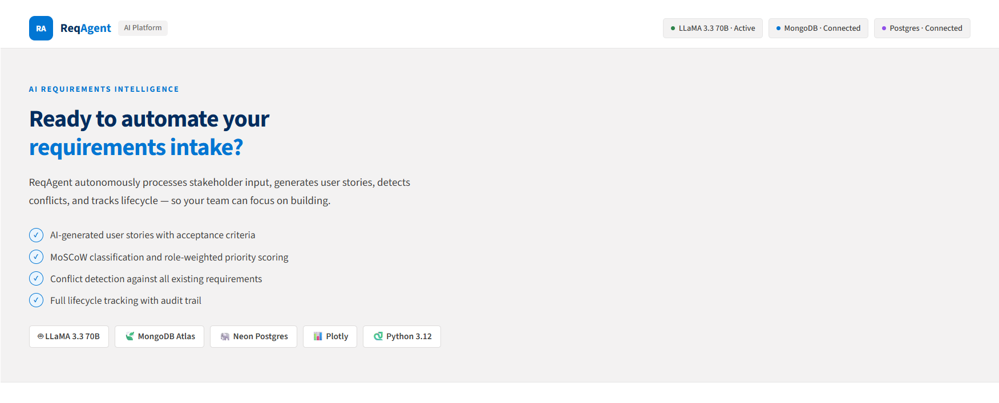 RA
ReqAgent
AI Platform
LLaMA 3.3 70B · Active
MongoDB · Connected
Postgres · Connected
AI REQUIREMENTS INTELLIGENCE
Ready to automate your
requirements intake?
ReqAgent autonomously processes stakeholder input, generates user stories, detects
conflicts, and tracks lifecycle — so your team can focus on building.
AI-generated user stories with acceptance criteria
MoSCoW classification and role-weighted priority scoring
Conflict detection against all existing requirements
Full lifecycle tracking with audit trail
LLaMA 3.3 70B
MongoDB Atlas
Neon Postgres
Plotly
Python 3.12